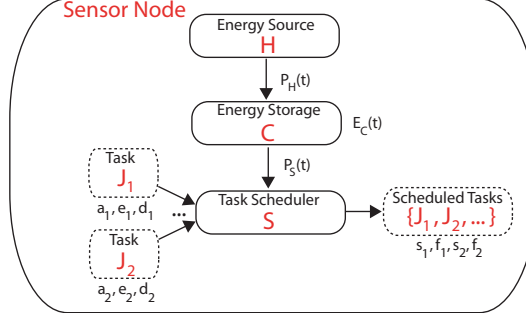 Sensor Node
Energy Source
H
P_H(t)
Energy Storage
C
E_C(t)
P_S(t)
Task
J_1
a_1, e_1, d_1
...
Task Scheduler
S
Scheduled Tasks
{J_1, J_2, ...}
s_1, f_1, s_2, f_2
Task
J_2
a_2, e_2, d_2